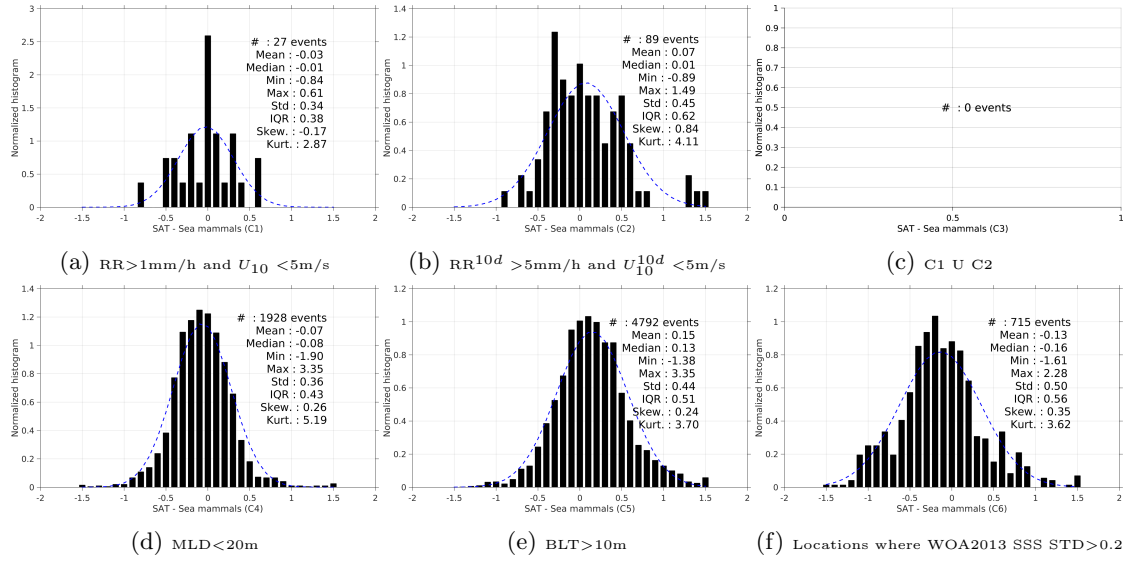 3
2.5
2
1.5
1
0.5
0
-2
-1.5
-1
-0.5
0
0.5
1
1.5
2
Normalized histogram
SAT - Sea mammals (C1)
# : 27 events
Mean : -0.03
Median : -0.01
Min : -0.84
Max : 0.61
Std : 0.34
IQR : 0.38
Skew. : -0.17
Kurt. : 2.87
(a) RR>1mm/h and U10 <5m/s
1.4
1.2
1
0.8
0.6
0.4
0.2
0
-2
-1.5
-1
-0.5
0
0.5
1
1.5
2
Normalized histogram
SAT - Sea mammals (C2)
# : 89 events
Mean : 0.07
Median : 0.01
Min : -0.89
Max : 1.49
Std : 0.45
IQR : 0.62
Skew. : 0.84
Kurt. : 4.11
(b) RR10d >5mm/h and U10 10d <5m/s
1
0.9
0.8
0.7
0.6
0.5
0.4
0.3
0.2
0.1
0
0
0.5
1
Normalized histogram
SAT - Sea mammals (C3)
# : 0 events
(c) C1 U C2
1.4
1.2
1
0.8
0.6
0.4
0.2
0
-2
-1.5
-1
-0.5
0
0.5
1
1.5
2
Normalized histogram
SAT - Sea mammals (C4)
# : 1928 events
Mean : -0.07
Median : -0.08
Min : -1.90
Max : 3.35
Std : 0.36
IQR : 0.43
Skew. : 0.26
Kurt. : 5.19
(d) MLD<20m
1.2
1
0.8
0.6
0.4
0.2
0
-2
-1.5
-1
-0.5
0
0.5
1
1.5
2
Normalized histogram
SAT - Sea mammals (C5)
# : 4792 events
Mean : 0.15
Median : 0.13
Min : -1.38
Max : 3.35
Std : 0.44
IQR : 0.51
Skew. : 0.24
Kurt. : 3.70
(e) BLT>10m
1.2
1
0.8
0.6
0.4
0.2
0
-2
-1.5
-1
-0.5
0
0.5
1
1.5
2
Normalized histogram
SAT - Sea mammals (C6)
# : 715 events
Mean : -0.13
Median : -0.16
Min : -1.61
Max : 2.28
Std : 0.50
IQR : 0.56
Skew. : 0.35
Kurt. : 3.62
(f) Locations where WOA2013 SSS STD>0.2